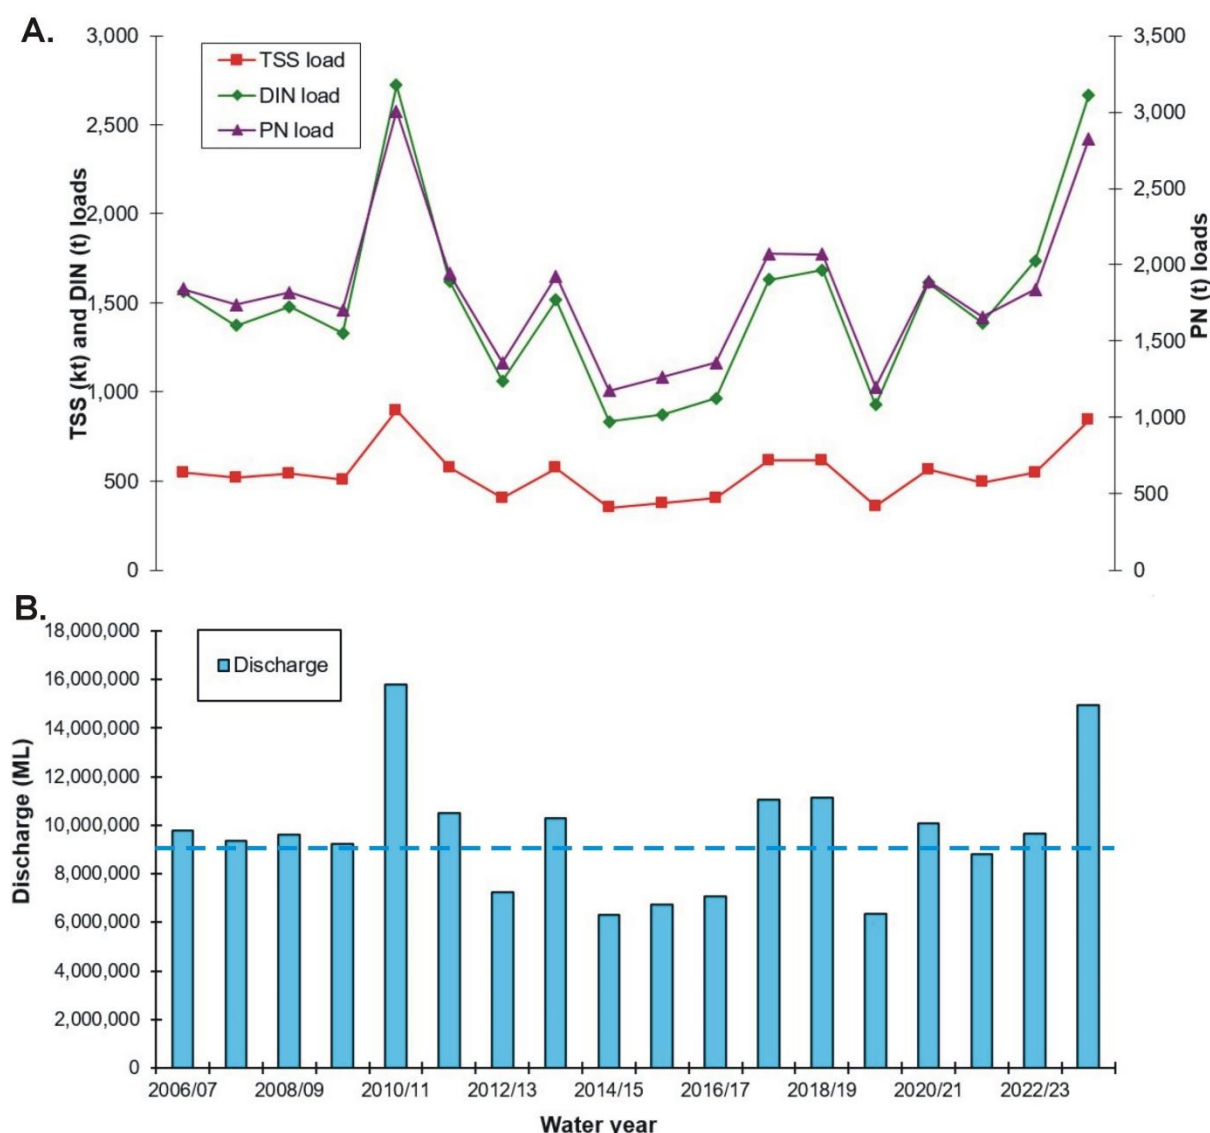 A.
3,000
2,500
2,000
1,500
1,000
500
0
TSS (kt) and DIN (t) loads
TSS load
DIN load
PN load
3,500
3,000
2,500
2,000
1,500
1,000
500
0
PN (t) loads
B.
18,000,000
16,000,000
14,000,000
12,000,000
10,000,000
8,000,000
6,000,000
4,000,000
2,000,000
0
Discharge (ML)
Discharge
2006/07 2008/09 2010/11 2012/13 2014/15 2016/17 2018/19 2020/21 2022/23
Water year